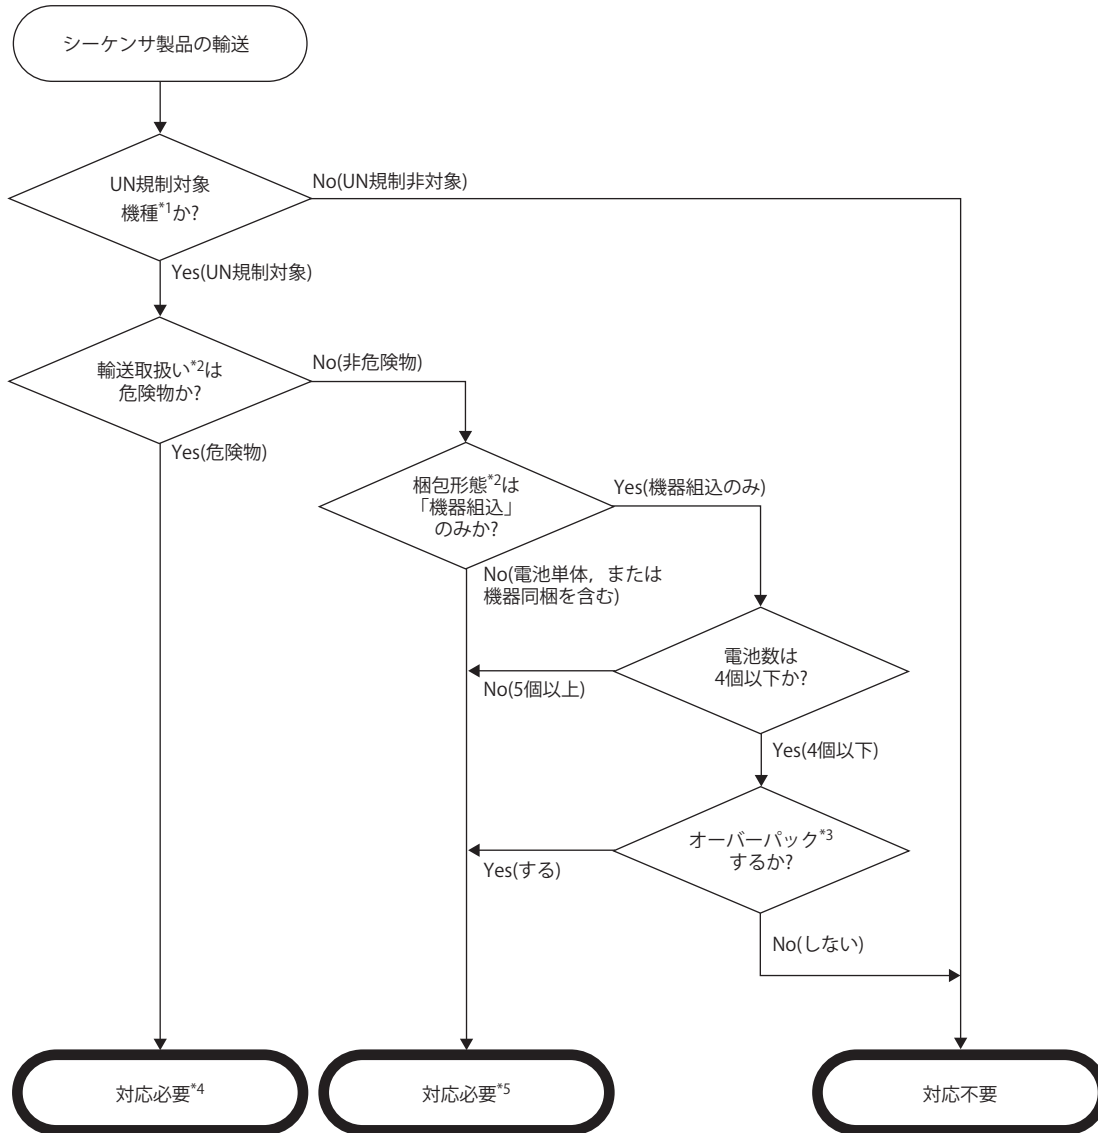 シーケンサ製品の輸送
UN規制対象
機種*1か?
No(UN規制非対象)
Yes(UN規制対象)
輸送取扱い*2は
危険物か?
No(非危険物)
Yes(危険物)
梱包形態*2は
「機器組込」
のみか?
Yes(機器組込のみ)
No(電池単体，または
機器同梱を含む)
電池数は
4個以下か?
No(5個以上)
Yes(4個以下)
オーバーパック*3
するか?
Yes(する)
No(しない)
対応必要*4
対応必要*5
対応不要